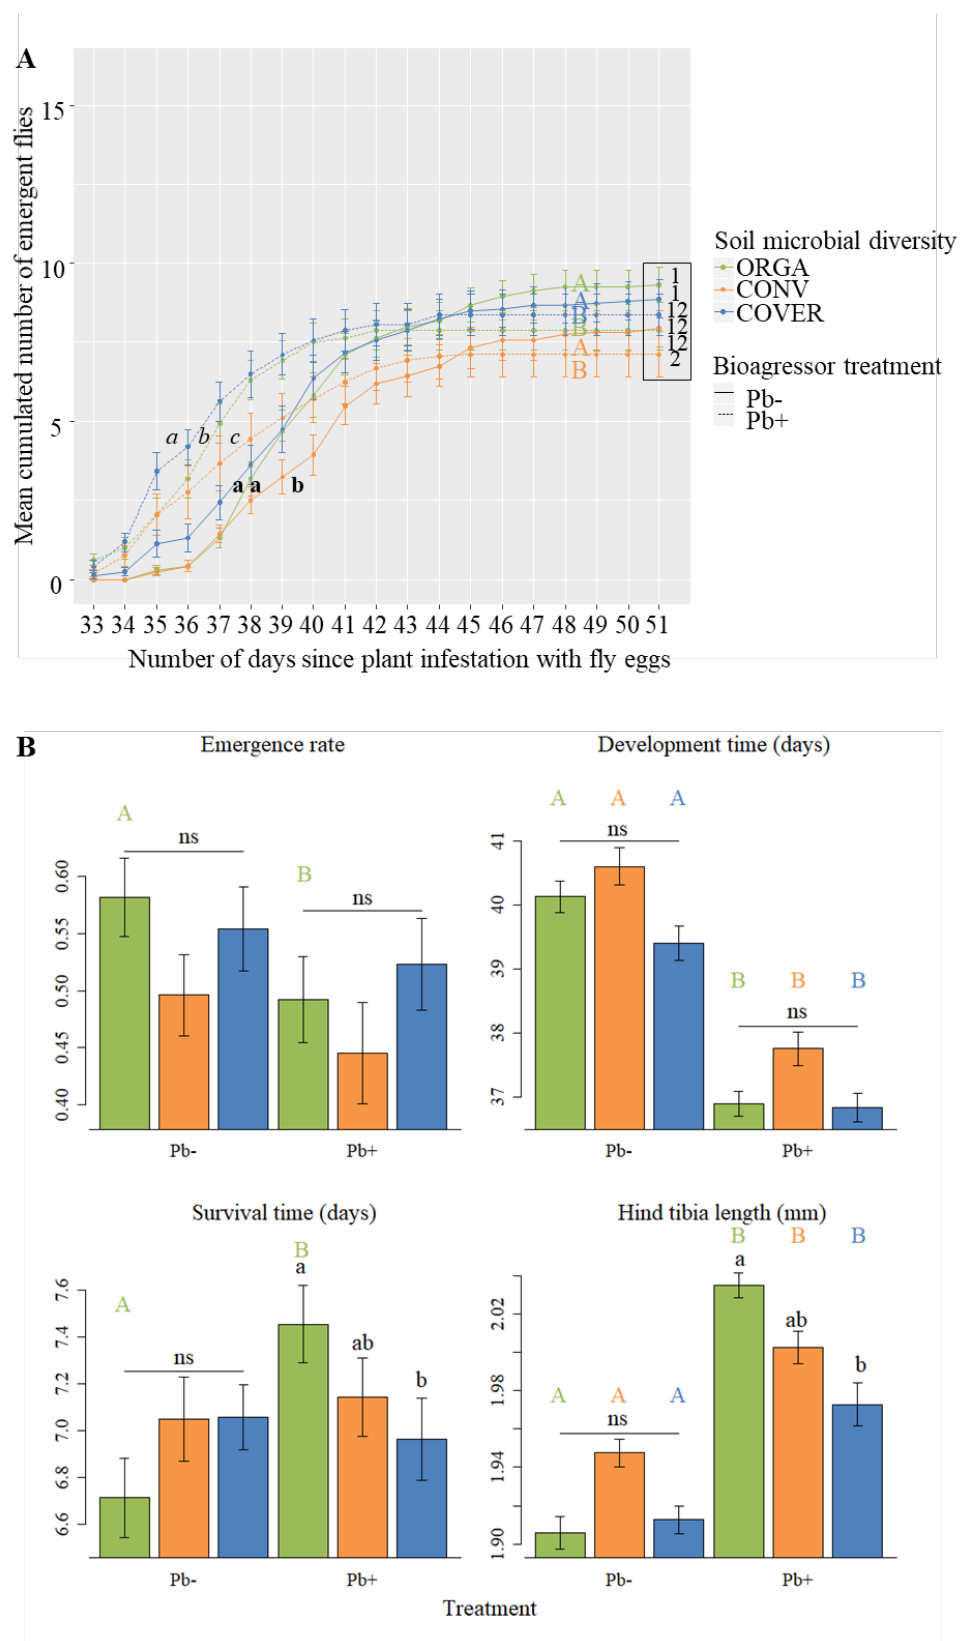 A
Mean cumulated number of emergent flies
15
10
5
0
a b c
a a b
A
A
B
B
A
B
1
1
12
12
12
2
33 34 35 36 37 38 39 40 41 42 43 44 45 46 47 48 49 50 51
Number of days since plant infestation with fly eggs
Soil microbial diversity
ORGA
CONV
COVER
Bioagressor treatment
Pb-
Pb+
B
Emergence rate
A
ns
B
ns
0.60
0.55
0.50
0.45
0.40
Pb- Pb+
Development time (days)
A A A
ns
B B B
ns
41
40
39
38
37
Pb- Pb+
Survival time (days)
A
ns
B
a
ab
b
7.6
7.4
7.2
7.0
6.8
6.6
Pb- Pb+
Hind tibia length (mm)
B B B
a
ab
b
A A A
ns
2.02
1.98
1.94
1.90
Pb- Pb+
Treatment